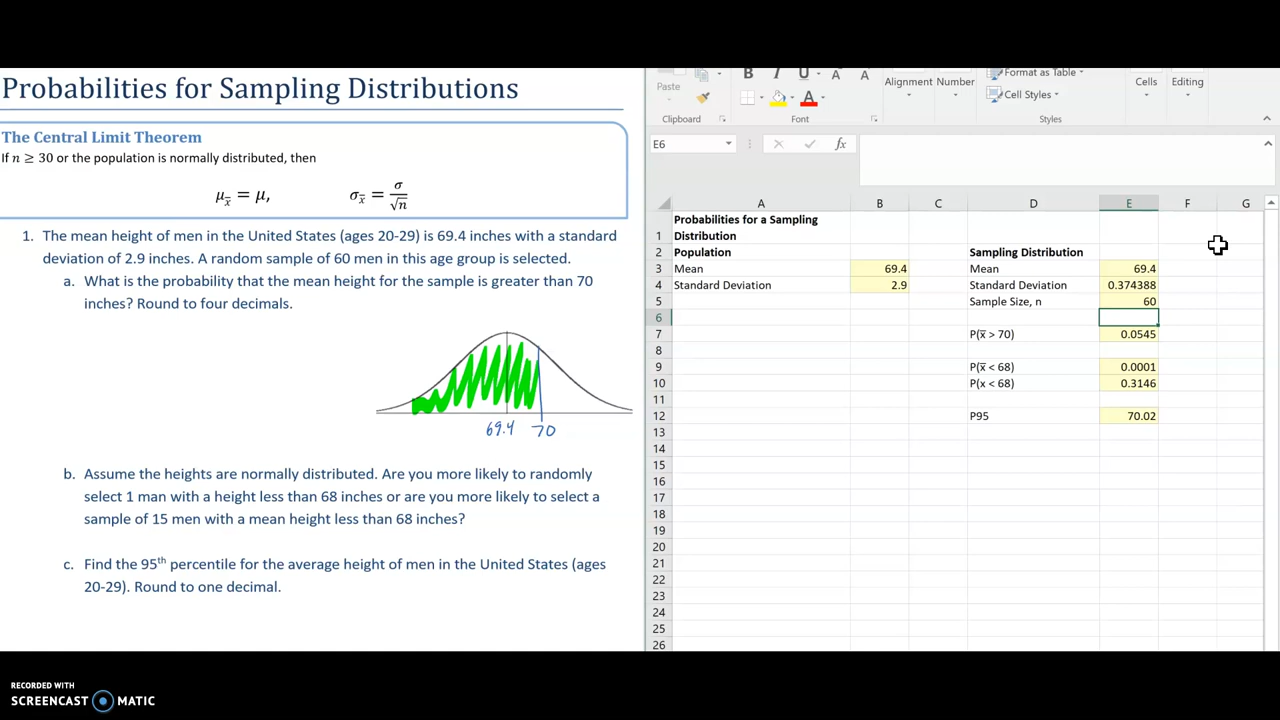 Probabilities for Sampling Distributions
The Central Limit Theorem
If n ≥ 30 or the population is normally distributed, then
μx̅ = μ, σx̅ = σ/√n
1. The mean height of men in the United States (ages 20-29) is 69.4 inches with a standard
deviation of 2.9 inches. A random sample of 60 men in this age group is selected.
a. What is the probability that the mean height for the sample is greater than 70
inches? Round to four decimals.
69.4 70
b. Assume the heights are normally distributed. Are you more likely to randomly
select 1 man with a height less than 68 inches or are you more likely to select a
sample of 15 men with a mean height less than 68 inches?
c. Find the 95th percentile for the average height of men in the United States (ages
20-29). Round to one decimal.
Paste
B I U A A
A
Alignment Number
Format as Table
Cell Styles
Cells Editing
Clipboard Font Styles
E6 fx
A B C D E F G
1 Probabilities for a Sampling
Distribution
2 Population Sampling Distribution
3 Mean 69.4 Mean 69.4
4 Standard Deviation 2.9 Standard Deviation 0.374388
5 Sample Size, n 60
6
7 P(x̅ > 70) 0.0545
8
9 P(x̅ < 68) 0.0001
10 P(x < 68) 0.3146
11
12 P95 70.02
13
14
15
16
17
18
19
20
21
22
23
24
25
26
RECORDED WITH
SCREENCAST MATIC